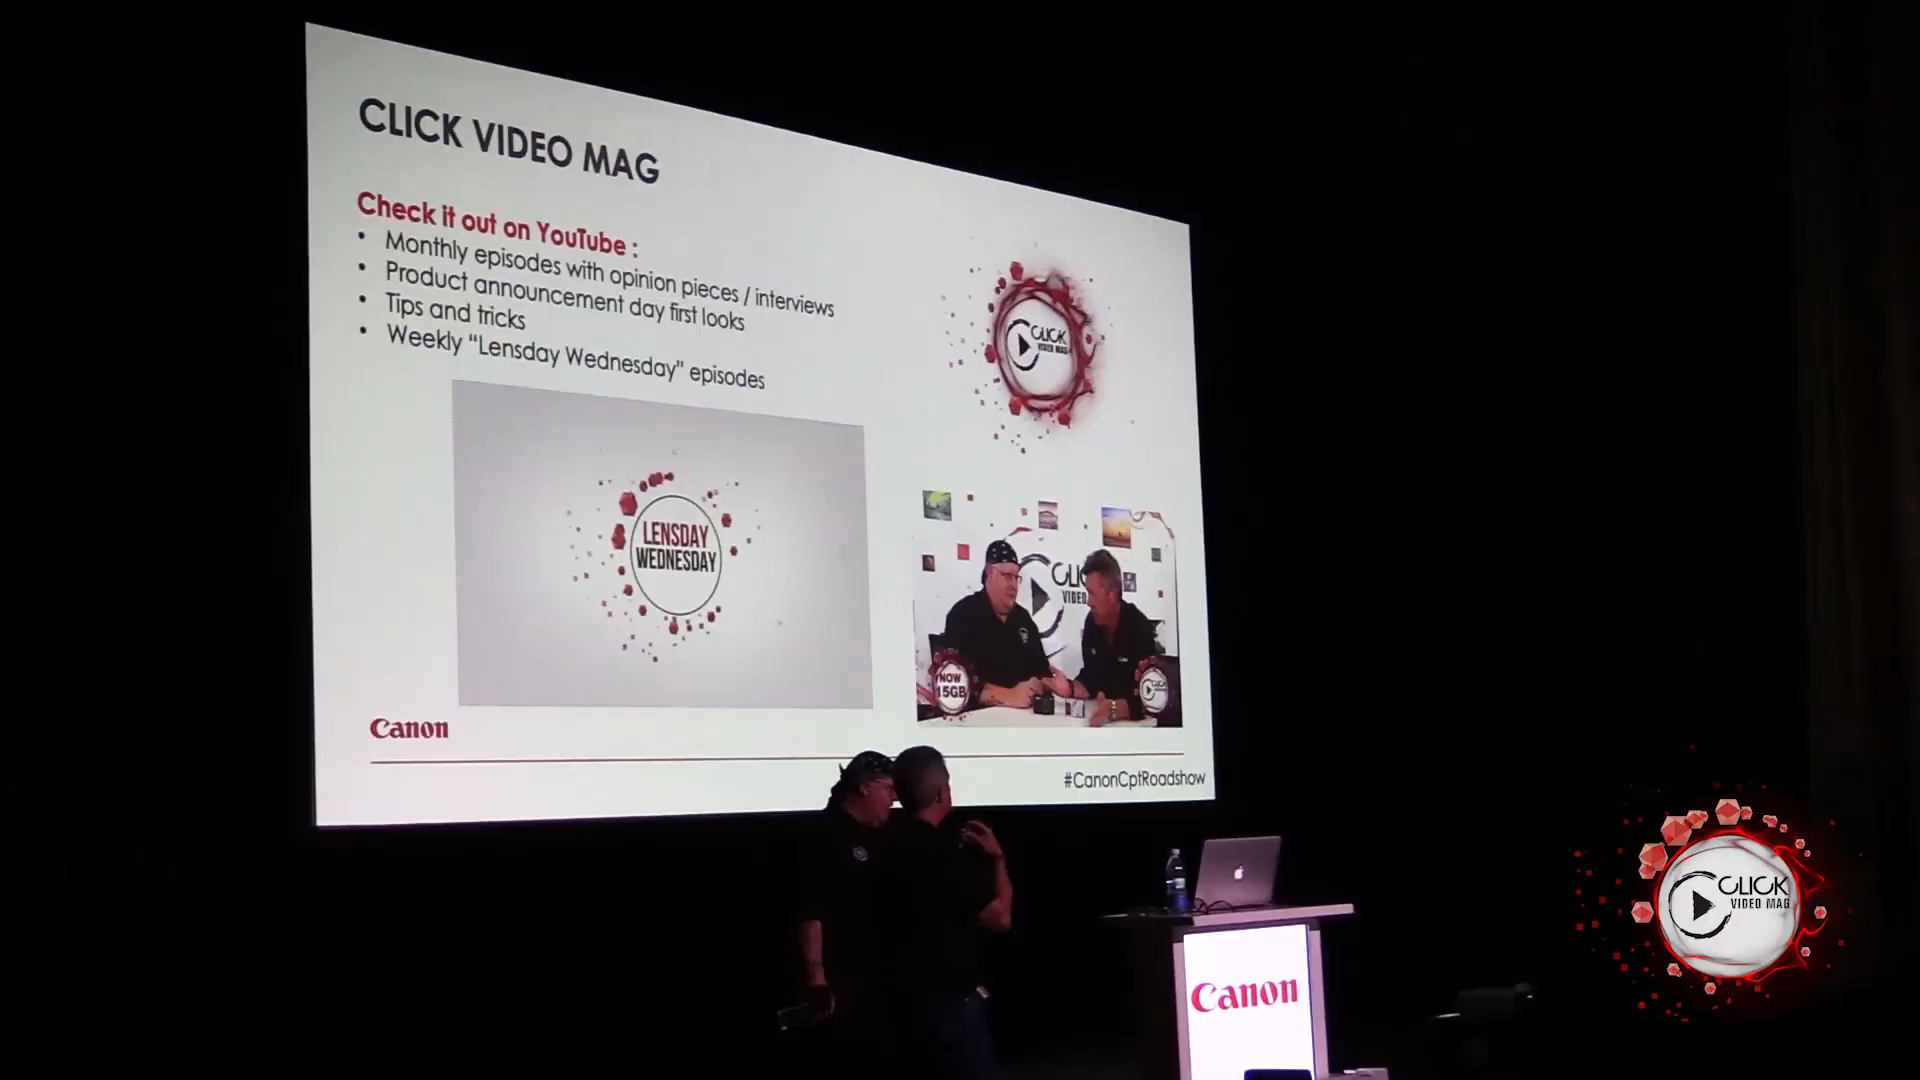 CLICK VIDEO MAG
Check it out on YouTube :
• Monthly episodes with opinion pieces / interviews
• Product announcement day first looks
• Tips and tricks
• Weekly “Lensday Wednesday” episodes
CLICK
VIDEO MAG
LENSDAY
WEDNESDAY
CLI
VIDEO
NOW
15GB
Canon
#CanonCptRoadshow
Canon
CLICK
VIDEO MAG